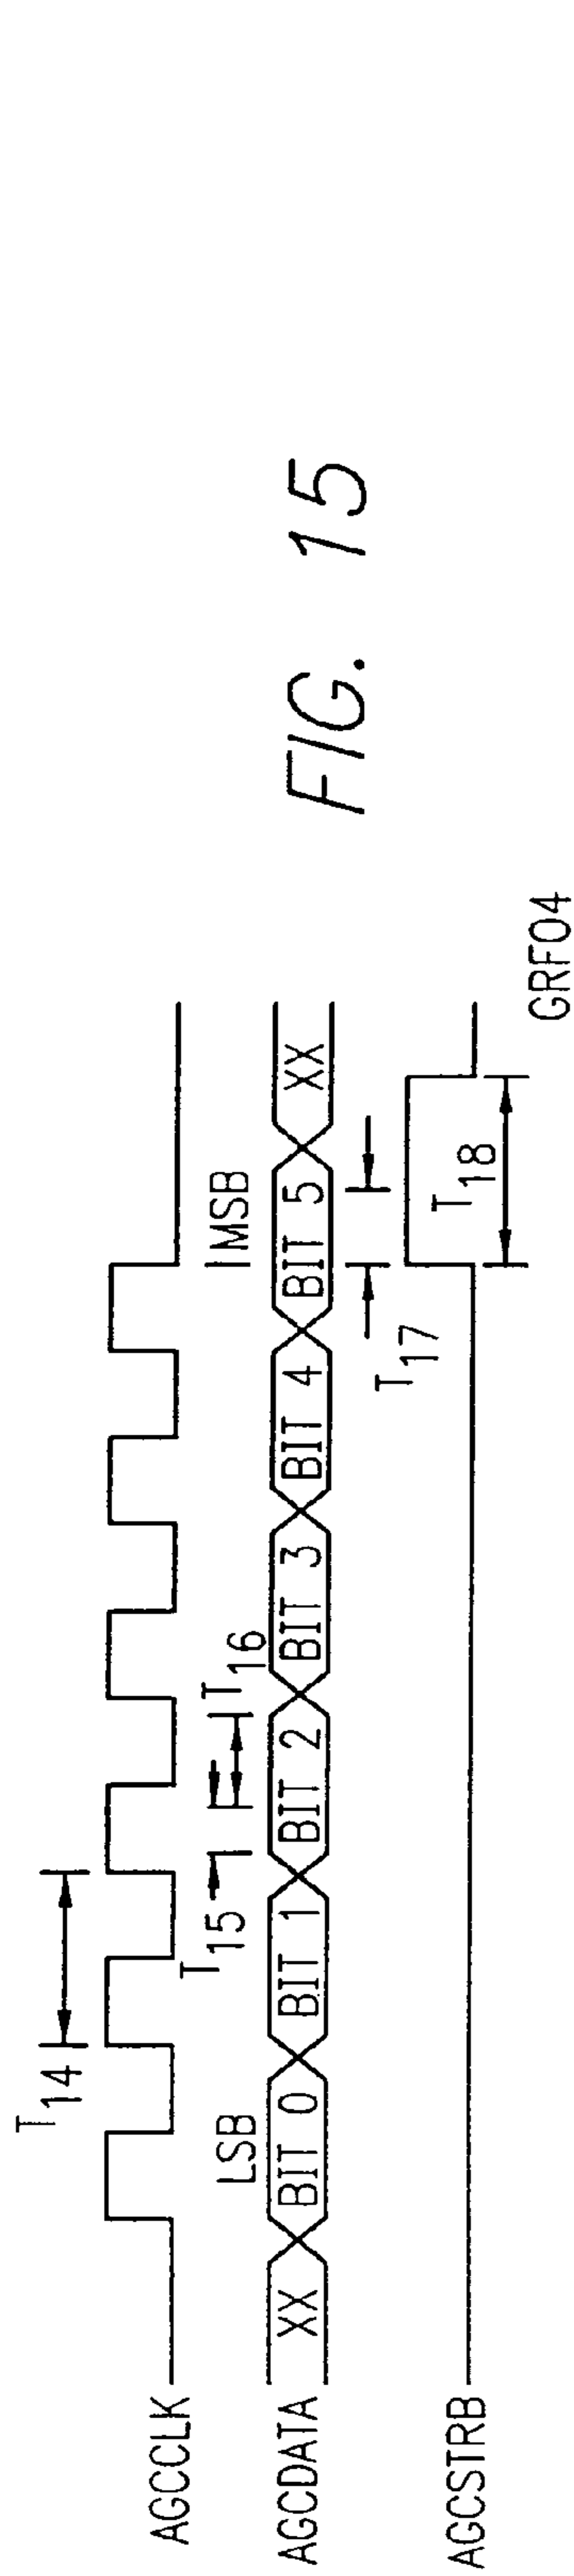 T14
AGCCLK
T15
T16
LSB
MSB
AGCDATA
XX
BIT 0
BIT 1
BIT 2
BIT 3
BIT 4
BIT 5
XX
T17
AGCSTRB
T18
GRF04
FIG. 15